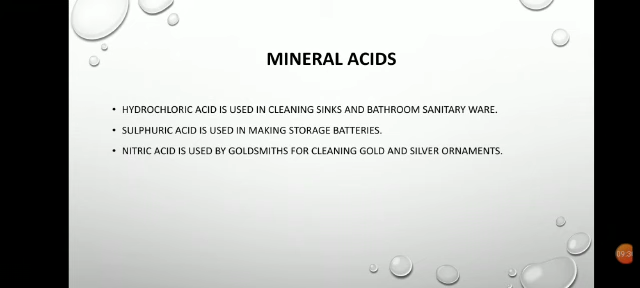 MINERAL ACIDS
• HYDROCHLORIC ACID IS USED IN CLEANING SINKS AND BATHROOM SANITARY WARE.
• SULPHURIC ACID IS USED IN MAKING STORAGE BATTERIES.
• NITRIC ACID IS USED BY GOLDSMITHS FOR CLEANING GOLD AND SILVER ORNAMENTS.